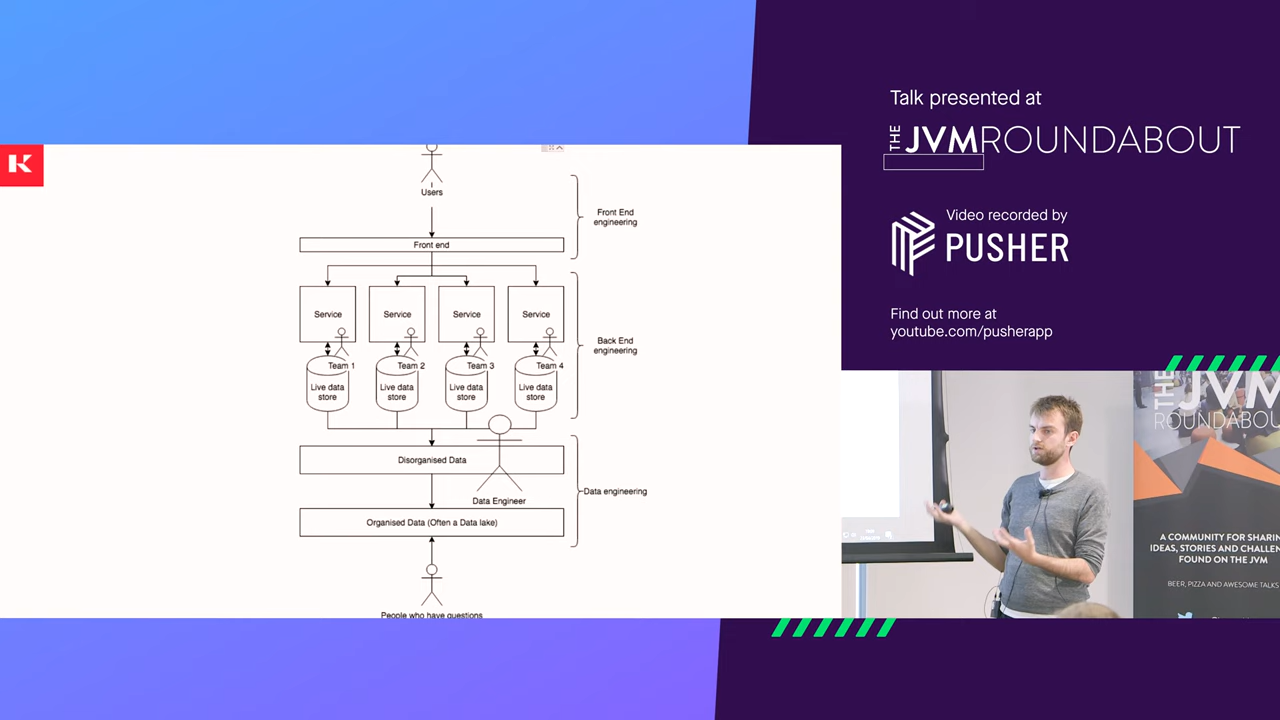 Talk presented at
THE JVMROUNDABOUT
Video recorded by
PUSHER
Find out more at
youtube.com/pusherapp
K
Users
Front End
engineering
Front end
Service
Service
Service
Service
Back End
engineering
Team 1
Team 2
Team 3
Team 4
Live data
store
Live data
store
Live data
store
Live data
store
Disorganised Data
Data Engineer
Data engineering
Organised Data (Often a Data lake)
People who have questions
THE JVM
ROUNDABOU
A COMMUNITY FOR SHARIN
IDEAS, STORIES AND CHALLEN
FOUND ON THE JVM
BEER, PIZZA AND AWESOME TALKS